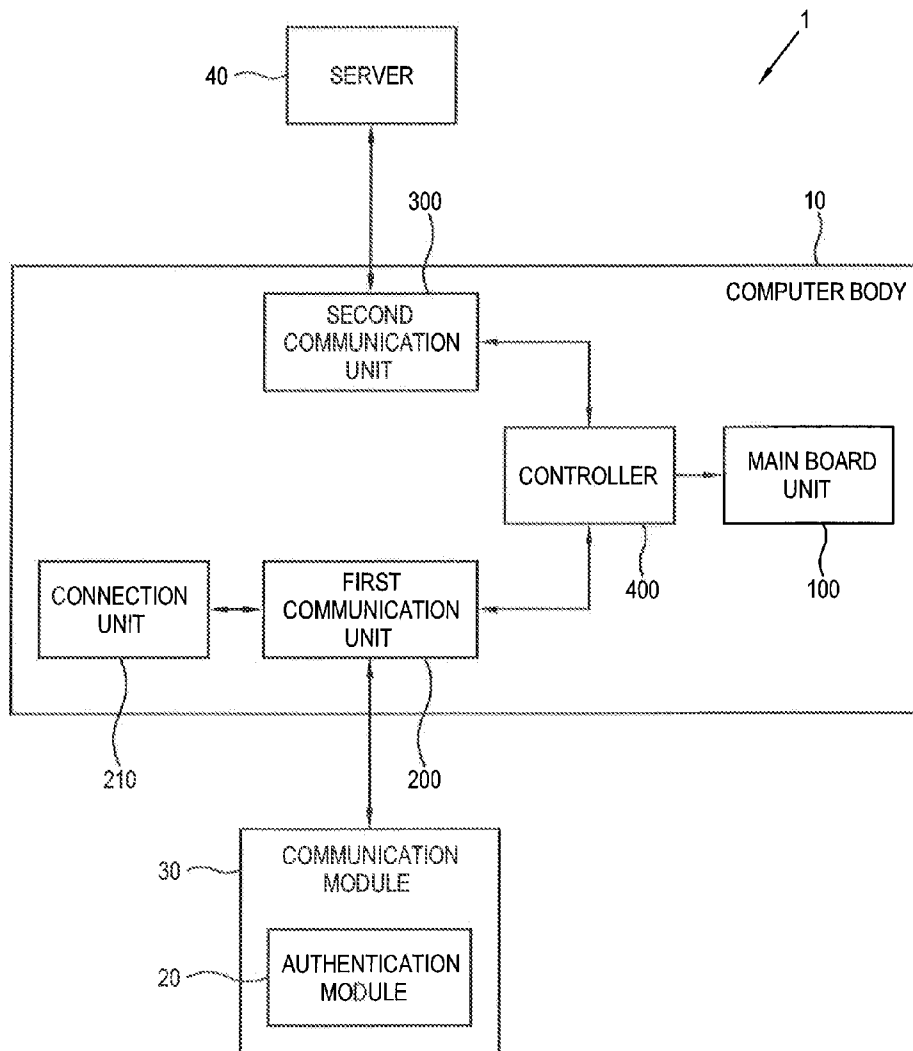 1
40
SERVER
300
10
COMPUTER BODY
SECOND
COMMUNICATION
UNIT
CONTROLLER
MAIN BOARD
UNIT
400
100
CONNECTION
UNIT
FIRST
COMMUNICATION
UNIT
210
200
30
COMMUNICATION
MODULE
20
AUTHENTICATION
MODULE